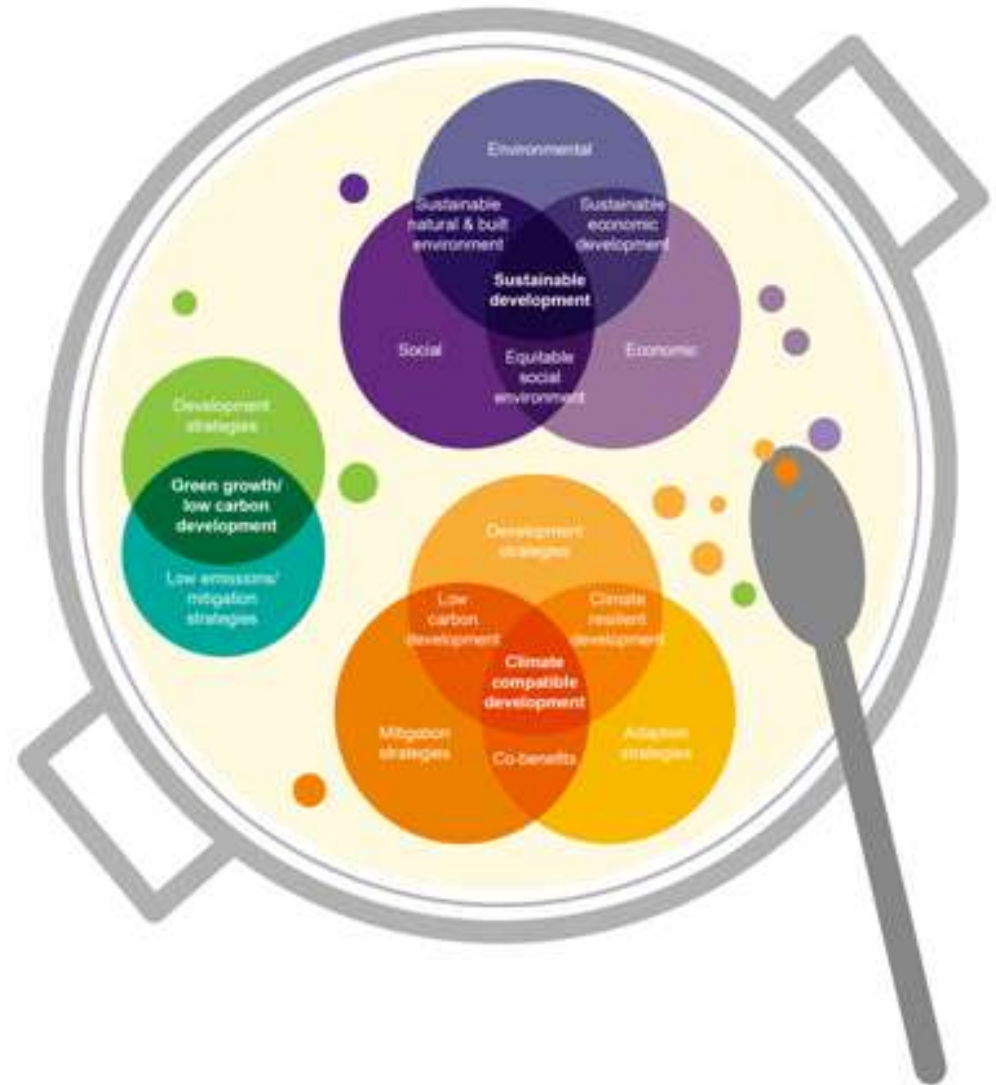 Environmental
Sustainable
natural & built
environment
Sustainable
economic
development
Sustainable
development
Social
Equitable
social
environment
Economic
Development
strategies
Green growth/
low carbon
development
Low emissions/
mitigation
strategies
Development
strategies
Low
carbon
development
Climate
resilient
development
Climate
compatible
development
Mitigation
strategies
Co-benefits
Adaption
strategies